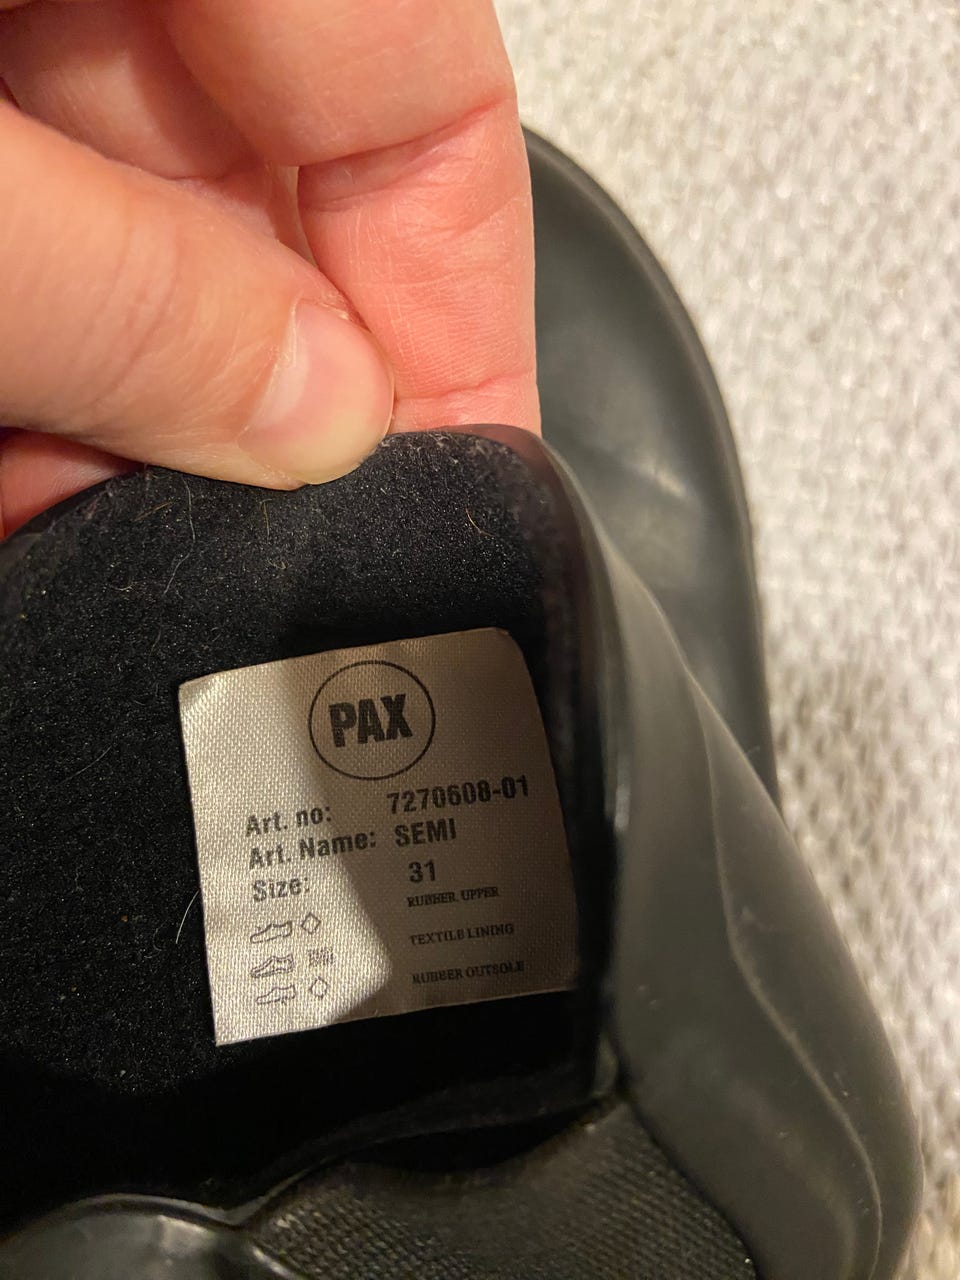 PAX
Art. no: 7270608-01
Art. Name: SEMI
Size: 31
RUBBER, UPPER
TEXTILE LINING
RUBBER OUTSOLE